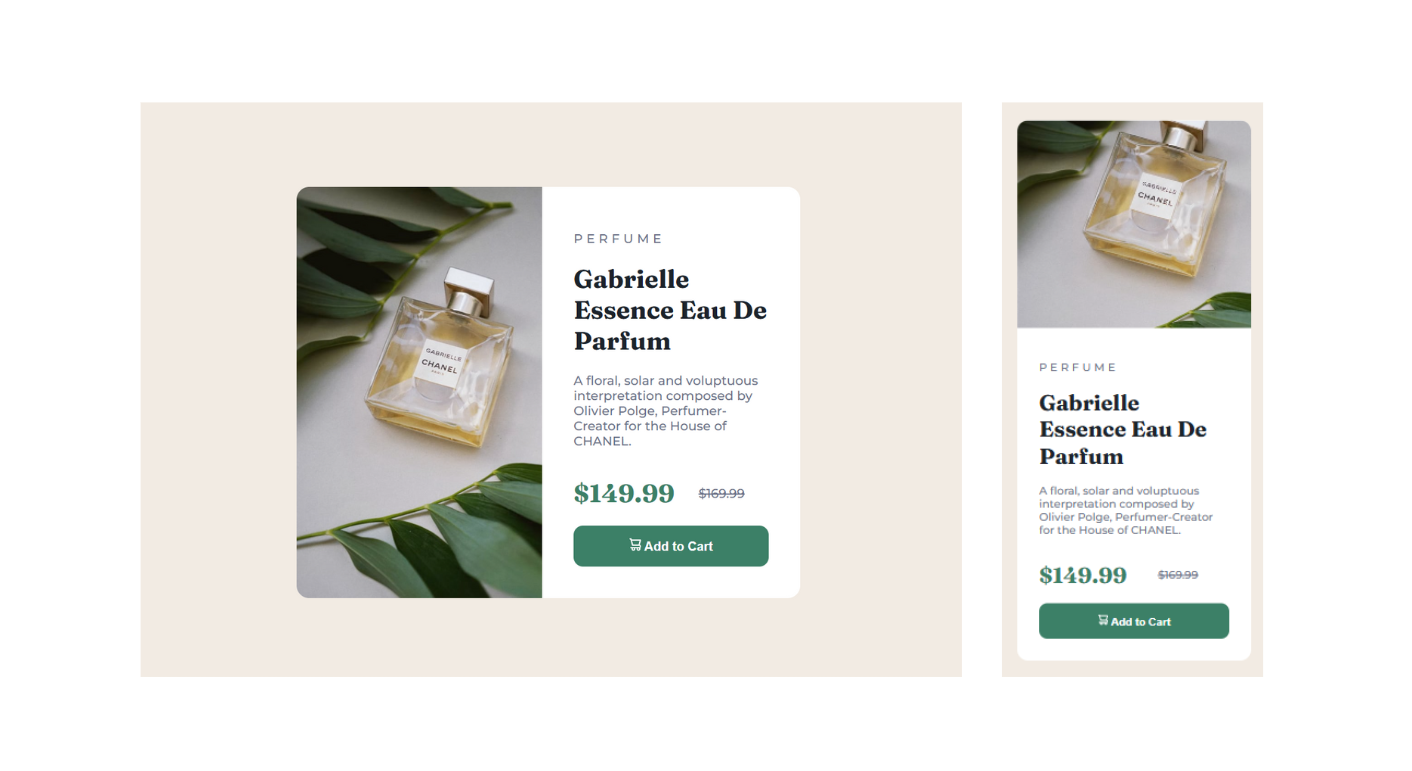 PERFUME
Gabrielle
Essence Eau De
Parfum
A floral, solar and voluptuous
interpretation composed by
Olivier Polge, Perfumer-
Creator for the House of
CHANEL.
$149.99 $169.99
Add to Cart
GABRIELLE
CHANEL
PARIS
GABRIELLE
CHANEL
PARIS
PERFUME
Gabrielle
Essence Eau De
Parfum
A floral, solar and voluptuous
interpretation composed by
Olivier Polge, Perfumer-Creator
for the House of CHANEL.
$149.99 $169.99
Add to Cart